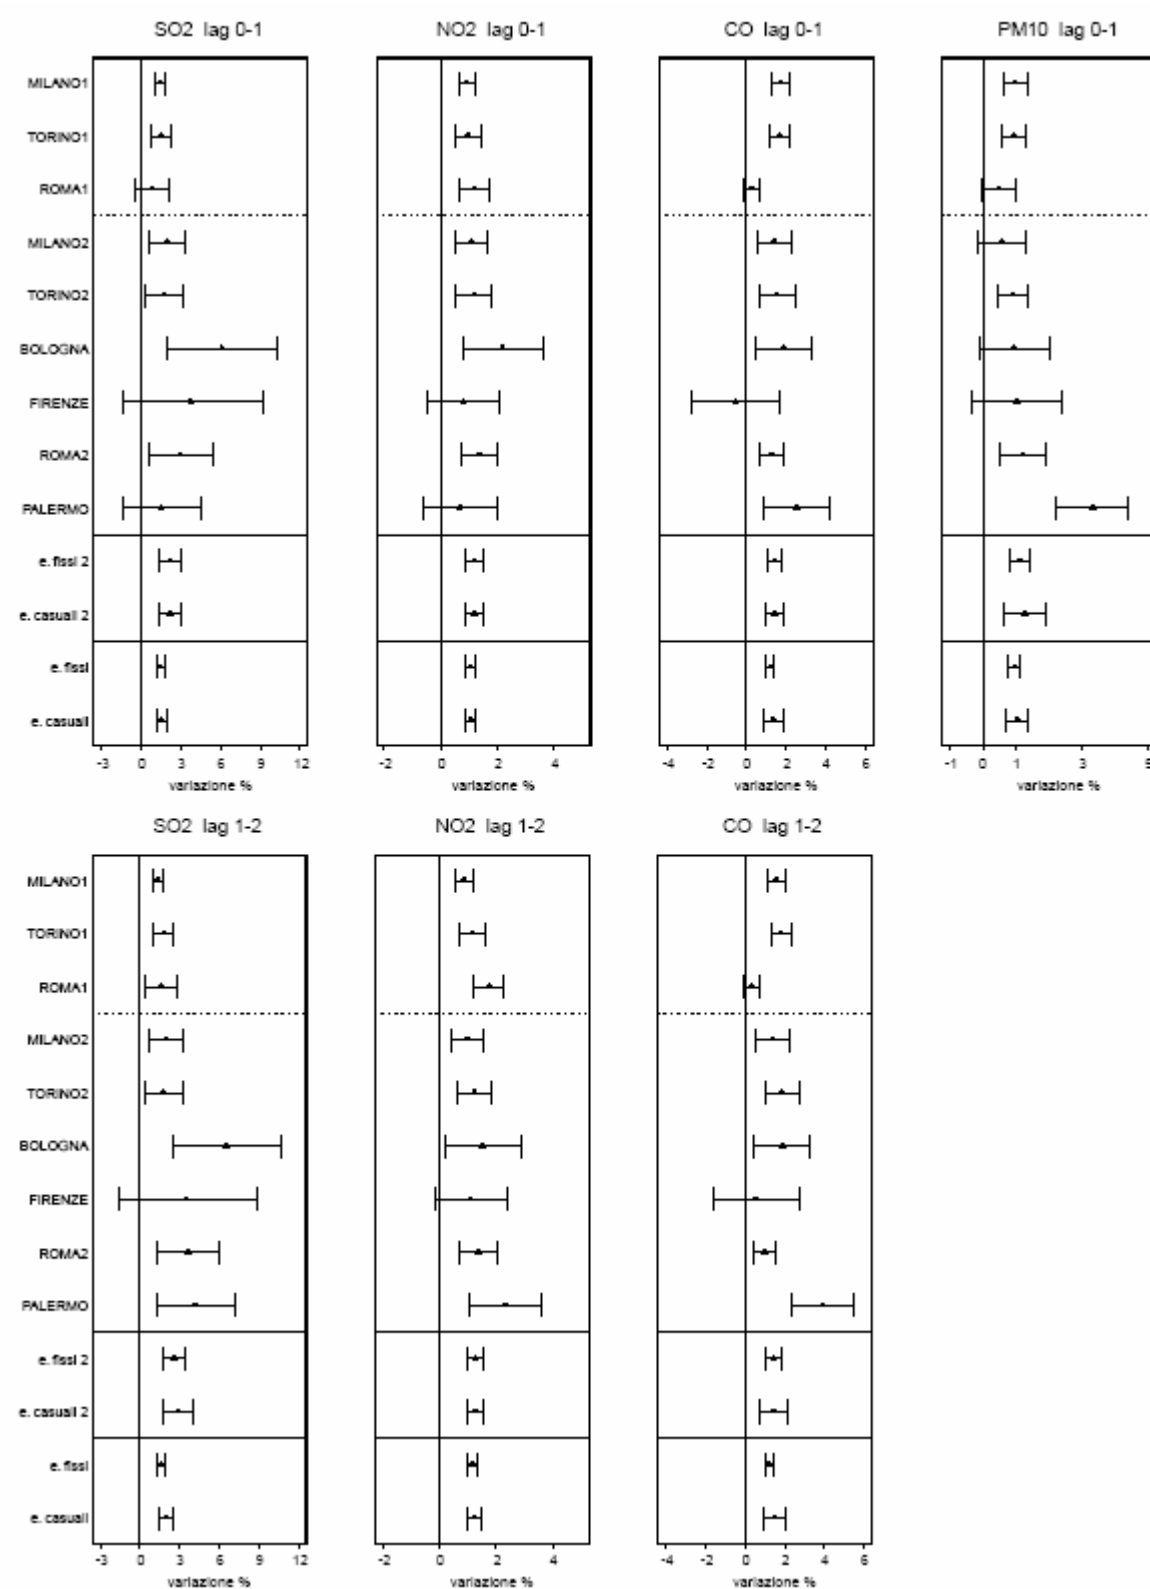 SO2 lag 0-1 NO2 lag 0-1 CO lag 0-1 PM10 lag 0-1
MILANO1
TORINO1
ROMA1
MILANO2
TORINO2
BOLOGNA
FIRENZE
ROMA2
PALERMO
e. fissi 2
e. casuali 2
e. fissi
e. casuali
-3 0 3 6 9 12 -2 0 2 4 -4 -2 0 2 4 6 -1 0 1 3 5
variazione % variazione % variazione % variazione %
SO2 lag 1-2 NO2 lag 1-2 CO lag 1-2
MILANO1
TORINO1
ROMA1
MILANO2
TORINO2
BOLOGNA
FIRENZE
ROMA2
PALERMO
e. fissi 2
e. casuali 2
e. fissi
e. casuali
-3 0 3 6 9 12 -2 0 2 4 -4 -2 0 2 4 6
variazione % variazione % variazione %